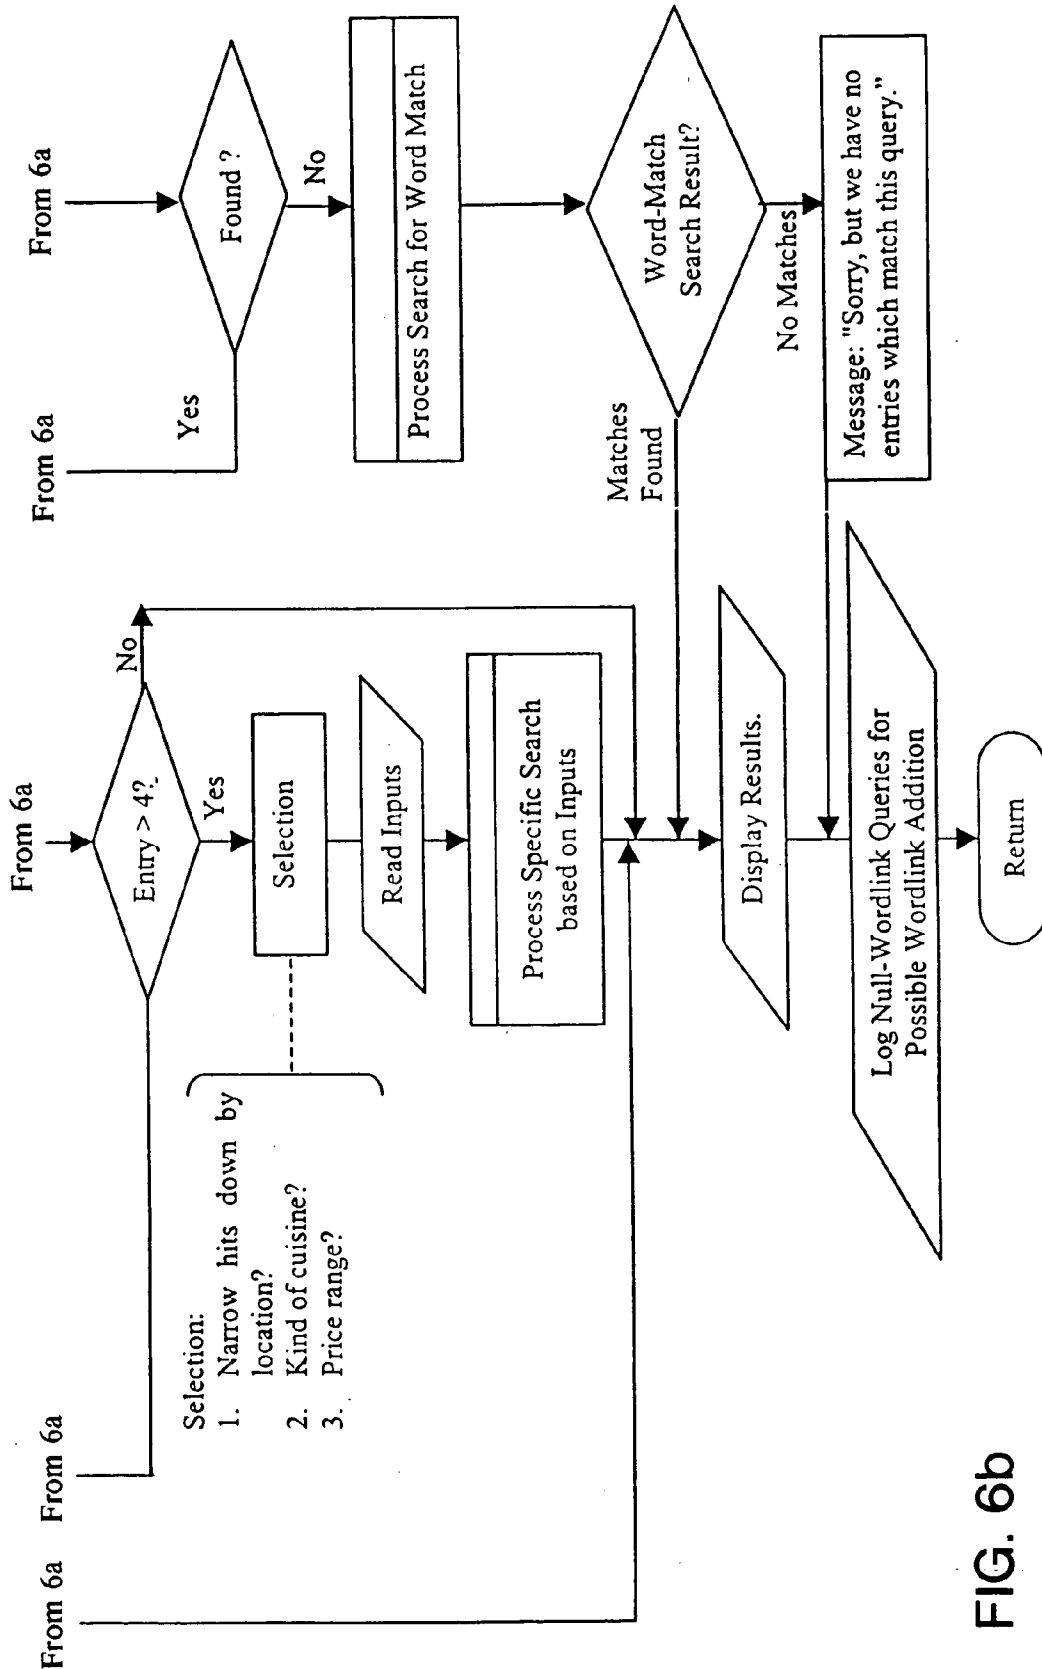 From 6a
From 6a
From 6a
From 6a
From 6a
Entry > 4?
No
Yes
Found ?
Yes
No
Selection:
1. Narrow hits down by
location?
2. Kind of cuisine?
3. Price range?
Selection
Read Inputs
Process Specific Search
based on Inputs
Process Search for Word Match
Word-Match
Search Result?
Matches
Found
No Matches
Display Results.
Message: "Sorry, but we have no
entries which match this query."
Log Null-Wordlink Queries for
Possible Wordlink Addition
Return
FIG. 6b